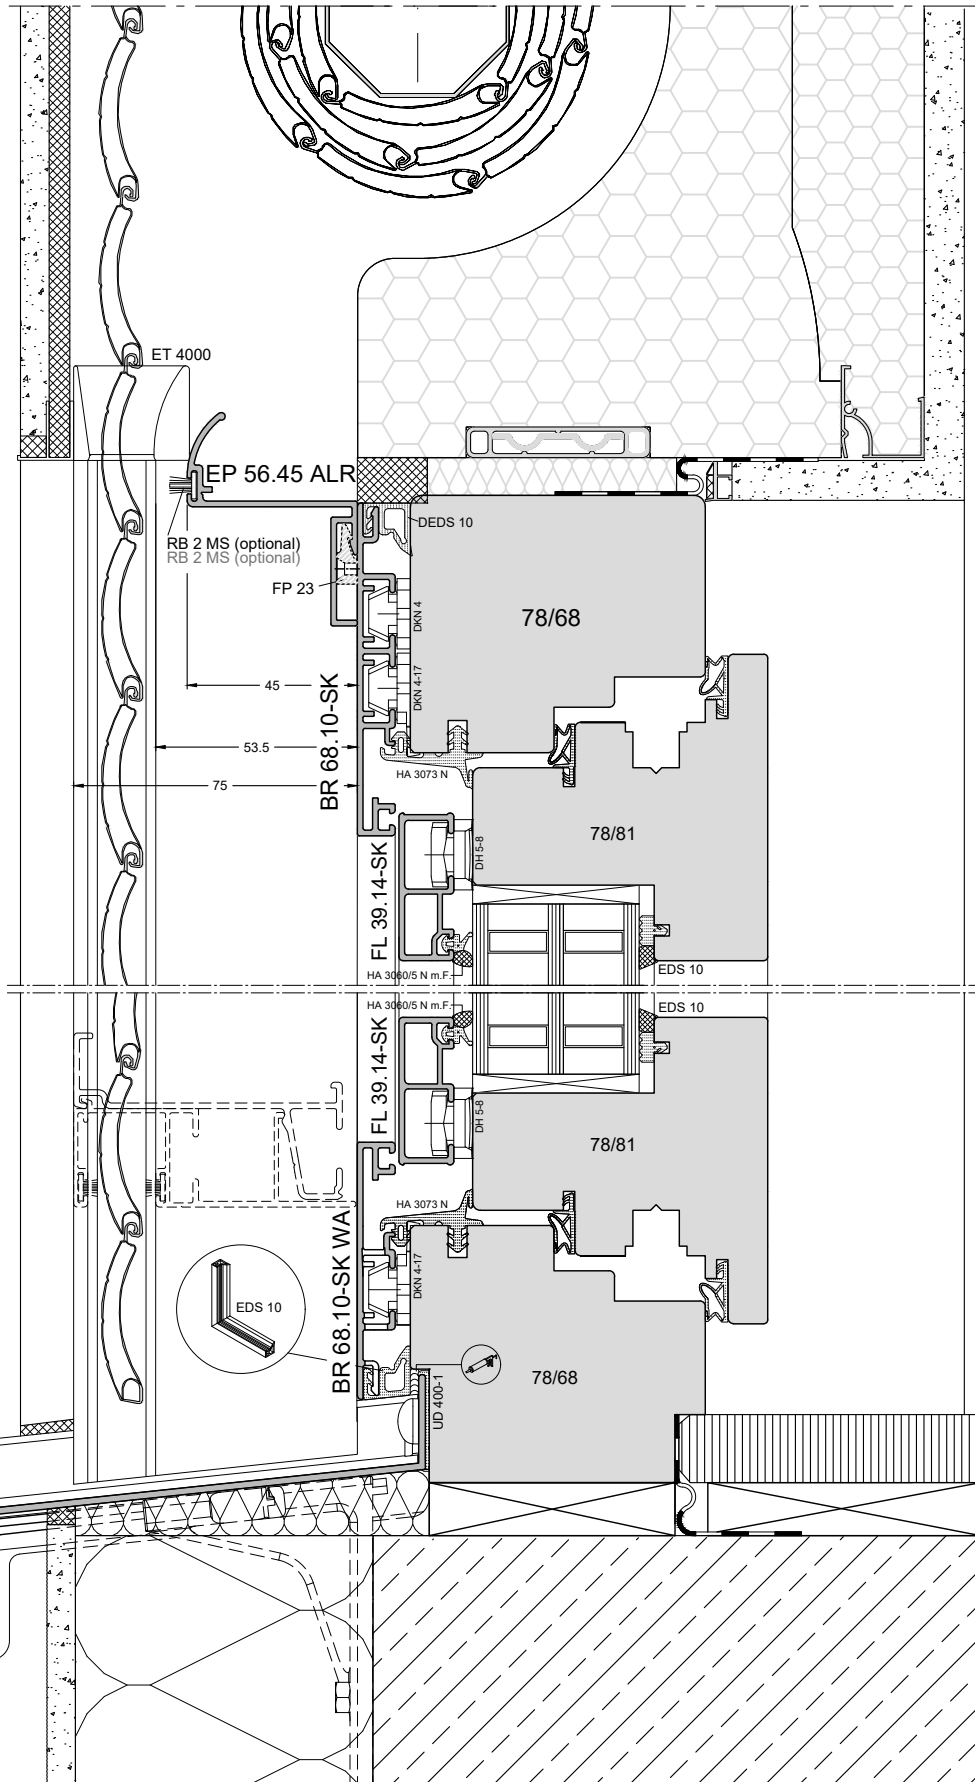 ET 4000
EP 56.45 ALR
RB 2 MS (optional)
RB 2 MS (optional)
DEDS 10
FP 23
DKN 4
78/68
DKN 4-17
45
BR 68.10-SK
53.5
75
HA 3073 N
78/81
DH 5-8
FL 39.14-SK
HA 3060/5 N m.F.
EDS 10
HA 3060/5 N m.F.
EDS 10
FL 39.14-SK
DH 5-8
78/81
HA 3073 N
BR 68.10-SK WA
DKN 4-17
EDS 10
78/68
UD 400-1